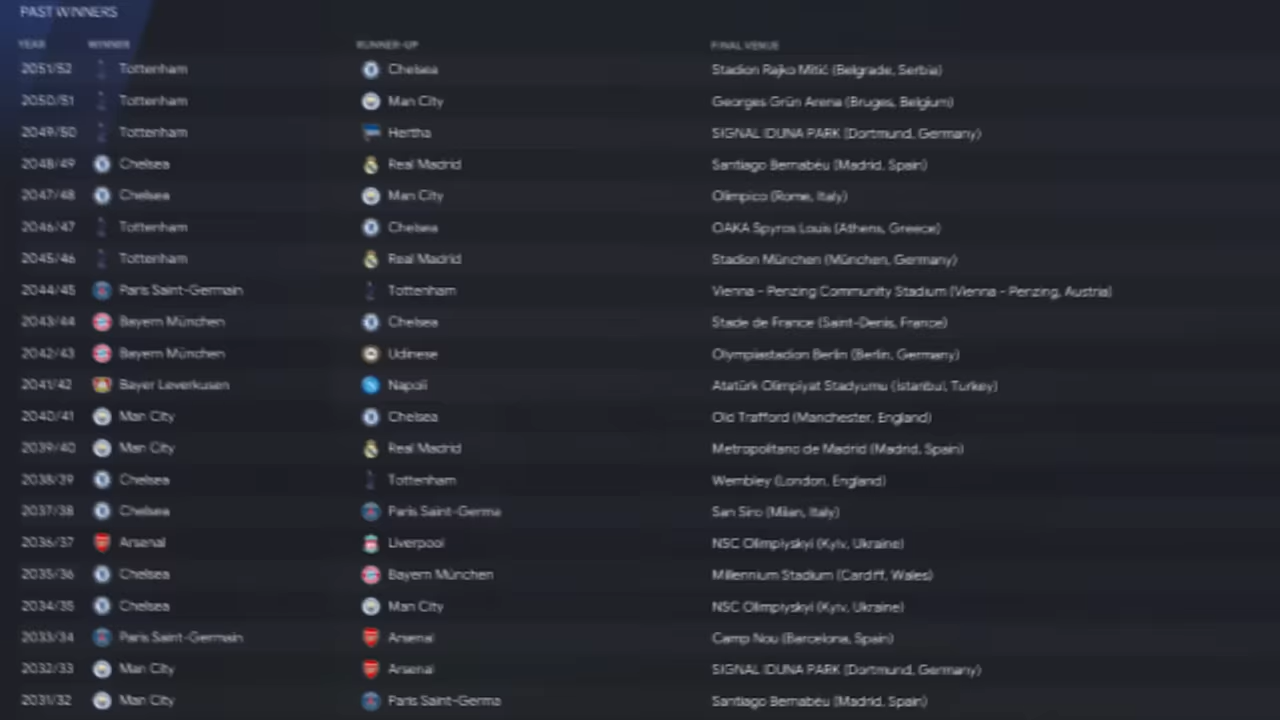 PAST WINNERS
YEAR WINNER RUNNER-UP FINAL VENUE
2051/52 Tottenham Chelsea Stadion Rajko Mitić (Belgrade, Serbia)
2050/51 Tottenham Man City Georges Grün Arena (Bruges, Belgium)
2049/50 Tottenham Hertha SIGNAL IDUNA PARK (Dortmund, Germany)
2048/49 Chelsea Real Madrid Santiago Bernabéu (Madrid, Spain)
2047/48 Chelsea Man City Olimpico (Rome, Italy)
2046/47 Tottenham Chelsea OAKA Spyros Louis (Athens, Greece)
2045/46 Tottenham Real Madrid Stadion München (München, Germany)
2044/45 Paris Saint-Germain Tottenham Vienna - Penzing Community Stadium (Vienna - Penzing, Austria)
2043/44 Bayern München Chelsea Stade de France (Saint-Denis, France)
2042/43 Bayern München Udinese Olympiastadion Berlin (Berlin, Germany)
2041/42 Bayer Leverkusen Napoli Atatürk Olimpiyat Stadyumu (İstanbul, Turkey)
2040/41 Man City Chelsea Old Trafford (Manchester, England)
2039/40 Man City Real Madrid Metropolitano de Madrid (Madrid, Spain)
2038/39 Chelsea Tottenham Wembley (London, England)
2037/38 Chelsea Paris Saint-Germa San Siro (Milan, Italy)
2036/37 Arsenal Liverpool NSC Olimpiyskyi (Kyiv, Ukraine)
2035/36 Chelsea Bayern München Millennium Stadium (Cardiff, Wales)
2034/35 Chelsea Man City NSC Olimpiyskyi (Kyiv, Ukraine)
2033/34 Paris Saint-Germain Arsenal Camp Nou (Barcelona, Spain)
2032/33 Man City Arsenal SIGNAL IDUNA PARK (Dortmund, Germany)
2031/32 Man City Paris Saint-Germa Santiago Bernabéu (Madrid, Spain)